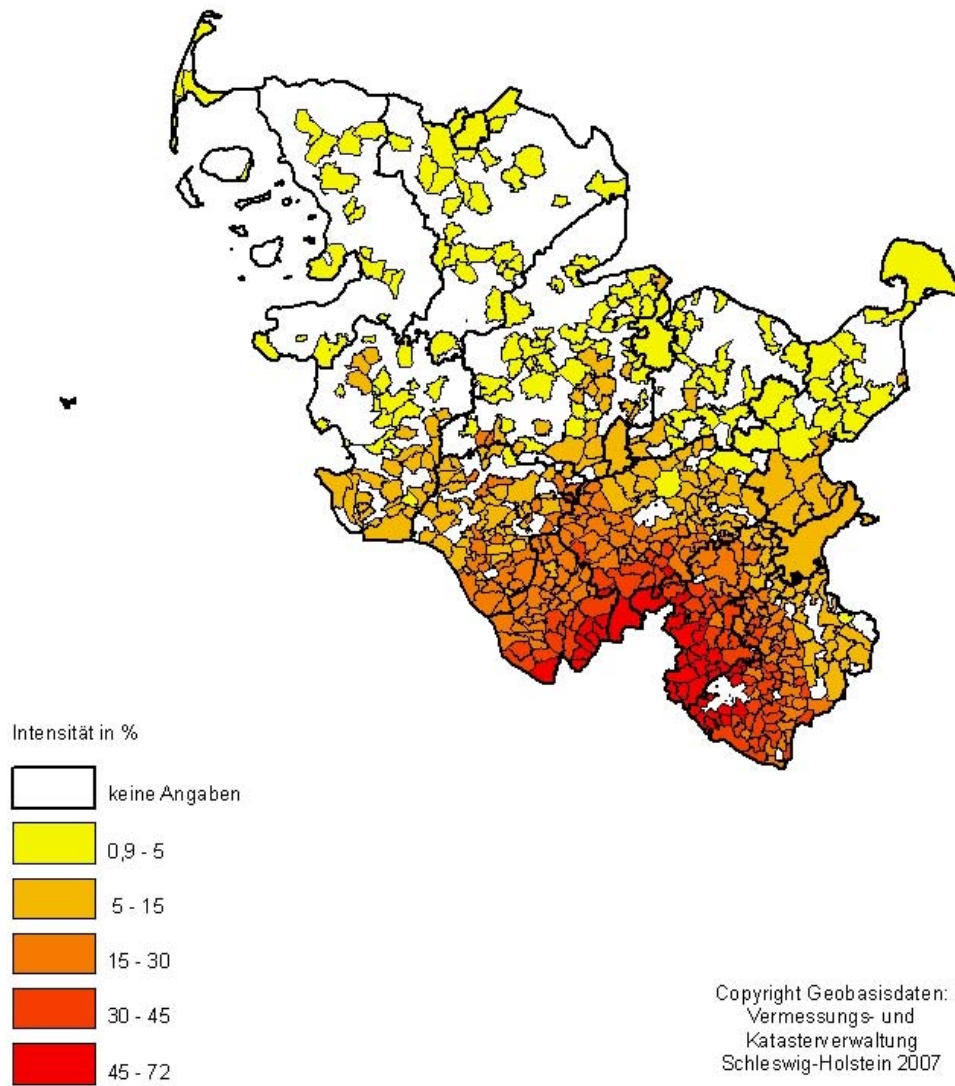 Intensität in %
keine Angaben
0,9 - 5
5 - 15
15 - 30
30 - 45
45 - 72
Copyright Geobasisdaten:
Vermessungs- und
Katasterverwaltung
Schleswig-Holstein 2007